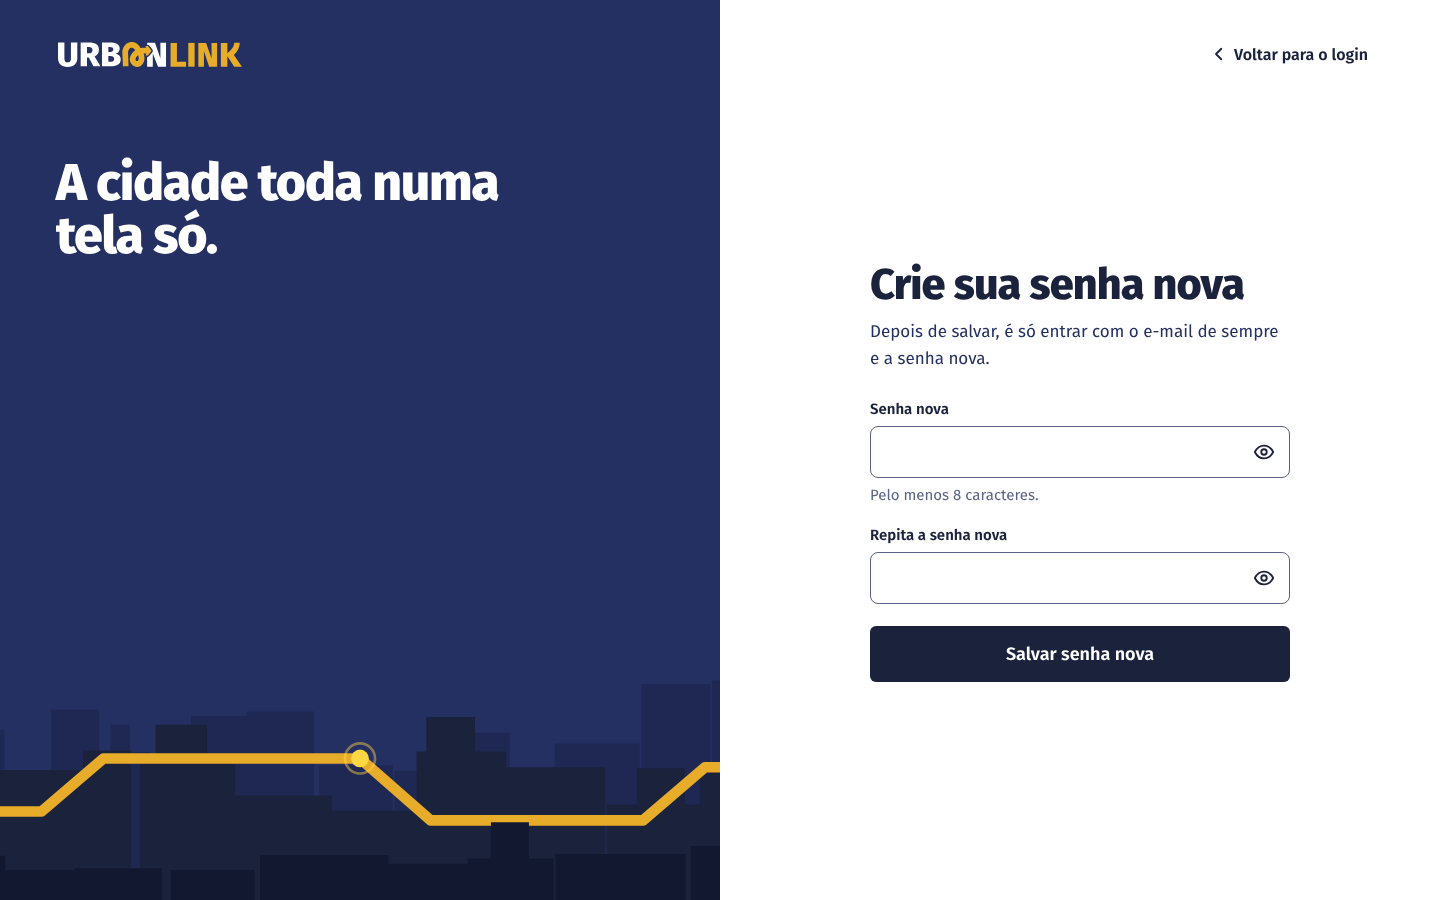 URBANLINK
A cidade toda numa
tela só.
Voltar para o login
Crie sua senha nova
Depois de salvar, é só entrar com o e-mail de sempre
e a senha nova.
Senha nova
Pelo menos 8 caracteres.
Repita a senha nova
Salvar senha nova